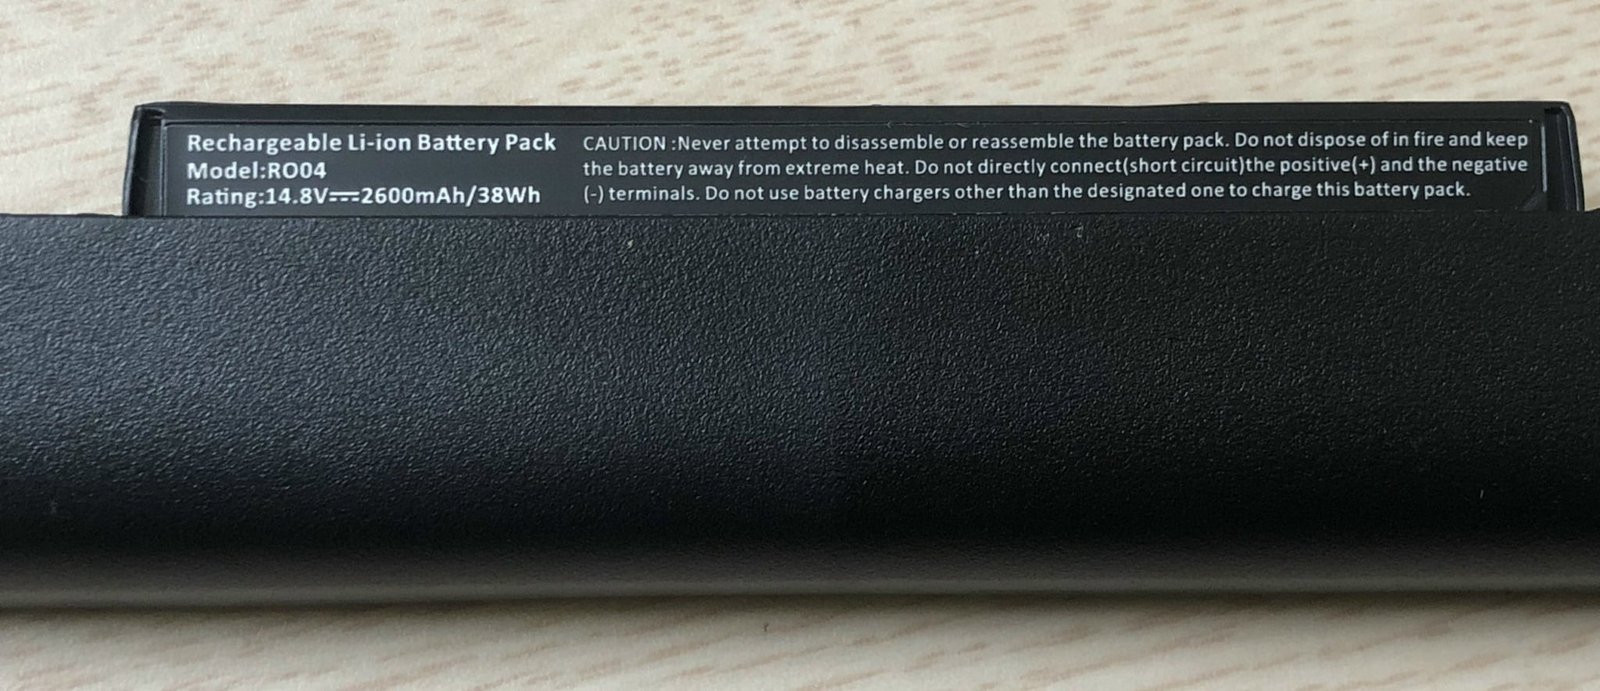 Rechargeable Li-ion Battery Pack
Model:RO04
Rating:14.8V⎓2600mAh/38Wh
CAUTION :Never attempt to disassemble or reassemble the battery pack. Do not dispose of in fire and keep
the battery away from extreme heat. Do not directly connect(short circuit)the positive(+) and the negative
(-) terminals. Do not use battery chargers other than the designated one to charge this battery pack.